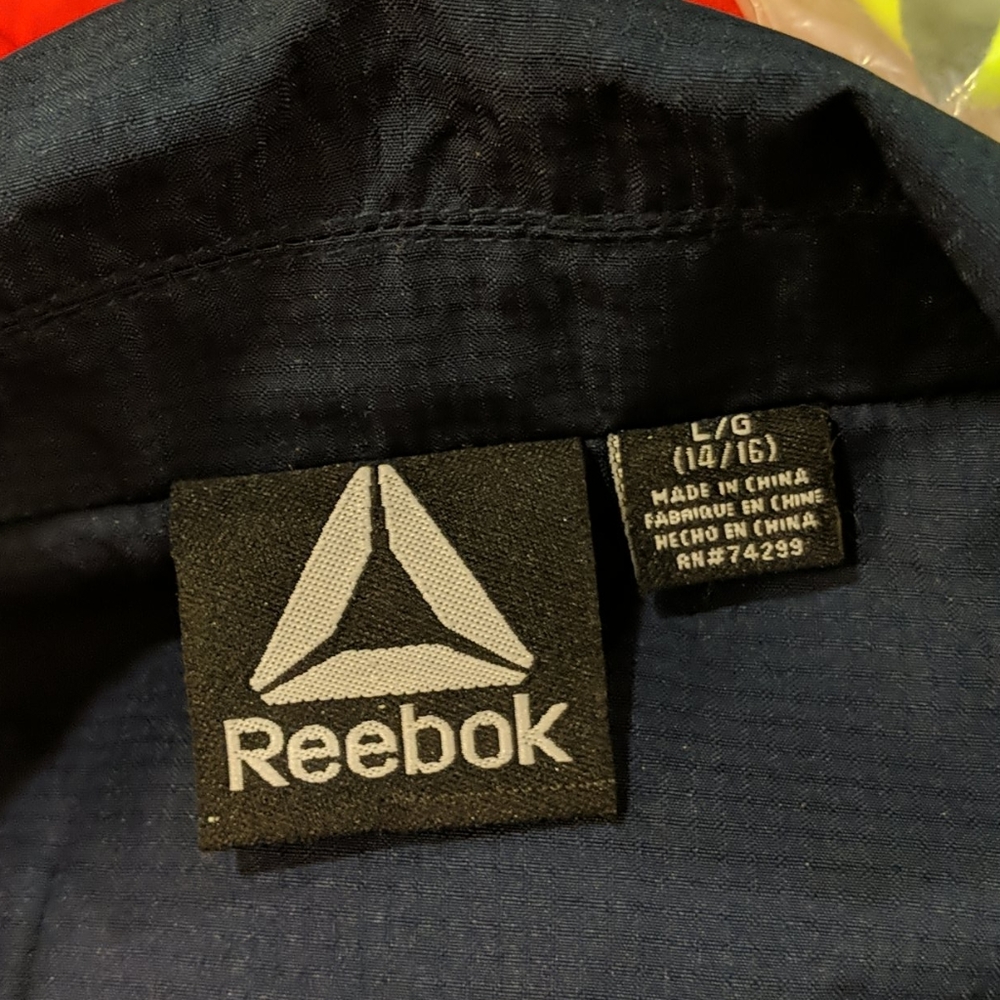 Reebok
L/G
(14/16)
MADE IN CHINA
FABRIQUE EN CHINE
HECHO EN CHINA
RN#74299